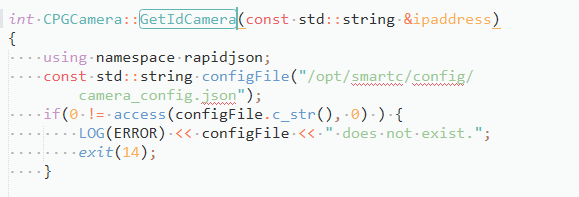 int CPGCamera::GetIdCamera(const std::string &ipaddress)
{
    using namespace rapidjson;
    const std::string configFile("/opt/smartc/config/
        camera_config.json");
    if(0 != access(configFile.c_str(), 0) ) {
        LOG(ERROR) << configFile << " does not exist.";
        exit(14);
    }